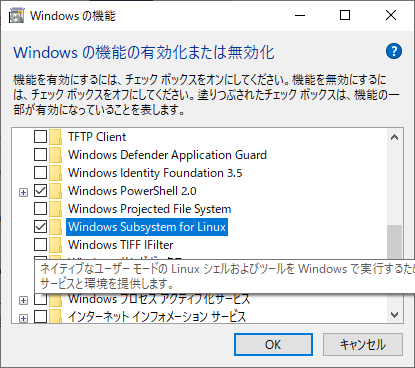 Windows の機能
Windows の機能の有効化または無効化
機能を有効にするには、チェック ボックスをオンにしてください。機能を無効にするに
は、チェック ボックスをオフにしてください。塗りつぶされたチェック ボックスは、機能の一
部が有効になっていることを表します。
TFTP Client
Windows Defender Application Guard
Windows Identity Foundation 3.5
Windows PowerShell 2.0
Windows Projected File System
Windows Subsystem for Linux
Windows TIFF IFilter
ネイティブなユーザー モードの Linux シェルおよびツールを Windows で実行するため
サービスと環境を提供します。
Windows プロセス アクティブ化サービス
インターネット インフォメーション サービス
OK
キャンセル